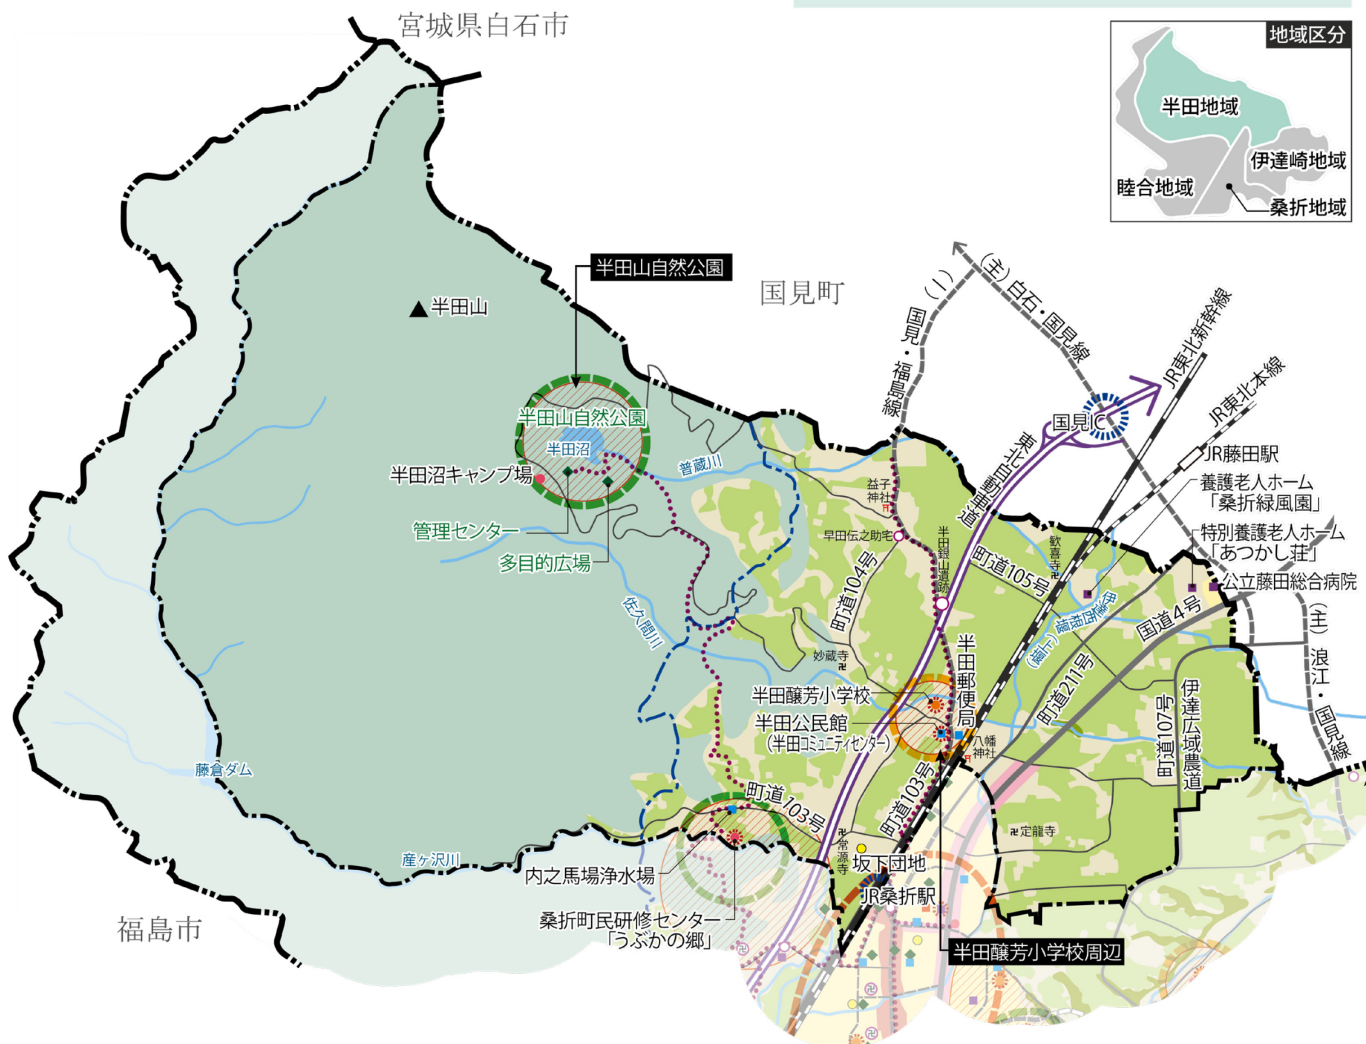 宮城県白石市
地域区分
半田地域
伊達崎地域
睦合地域
桑折地域
半田山自然公園
国見町
半田山
(主)白石・国見線
国見・福島線
(一)
JR東北新幹線
JR東北本線
国見IC
東北自動車道
JR藤田駅
養護老人ホーム
「桑折緑風園」
特別養護老人ホーム
「あつかし荘」
公立藤田総合病院
半田山自然公園
半田沼
半田沼キャンプ場
普蔵川
益子
神社
管理センター
多目的広場
早田伝之助宅
半田銀山遺跡
町道104号
町道105号
歓喜寺
伊達西根堰
(上堰)
国道4号
(主)浪江・国見線
佐久間川
妙蔵寺
半田郵便局
町道211号
半田醸芳小学校
半田公民館
(半田コミュニティセンター)
八幡
神社
町道107号
伊達広域農道
藤倉ダム
町道103号
町道103号
定龍寺
常源寺
産ヶ沢川
内之馬場浄水場
坂下団地
JR桑折駅
桑折町民研修センター
「うぶかの郷」
福島市
半田醸芳小学校周辺